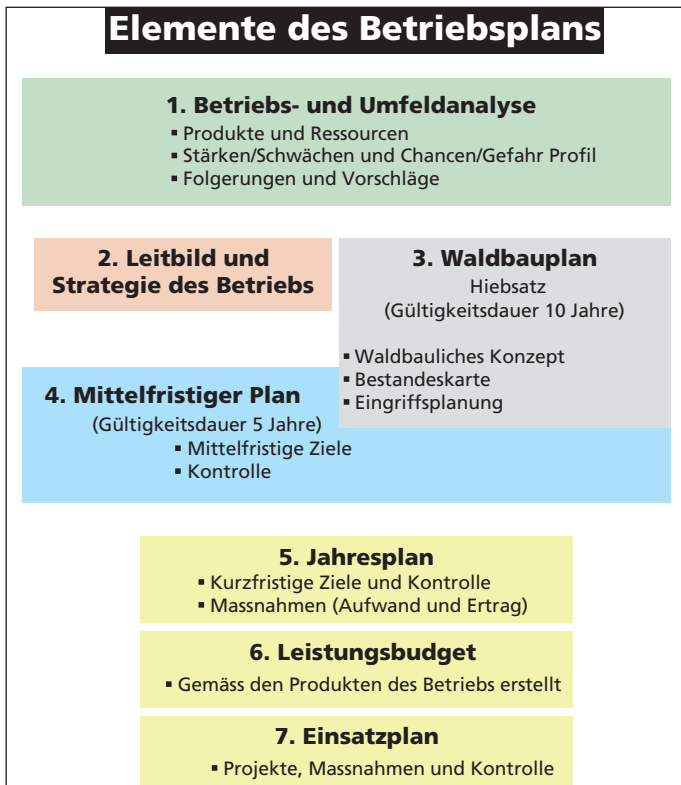 Elemente des Betriebsplans
1. Betriebs- und Umfeldanalyse
▪ Produkte und Ressourcen
▪ Stärken/Schwächen und Chancen/Gefahr Profil
▪ Folgerungen und Vorschläge
2. Leitbild und
Strategie des Betriebs
3. Waldbauplan
Hiebsatz
(Gültigkeitsdauer 10 Jahre)
▪ Waldbauliches Konzept
▪ Bestandeskarte
▪ Eingriffsplanung
4. Mittelfristiger Plan
(Gültigkeitsdauer 5 Jahre)
▪ Mittelfristige Ziele
▪ Kontrolle
5. Jahresplan
▪ Kurzfristige Ziele und Kontrolle
▪ Massnahmen (Aufwand und Ertrag)
6. Leistungsbudget
▪ Gemäss den Produkten des Betriebs erstellt
7. Einsatzplan
▪ Projekte, Massnahmen und Kontrolle